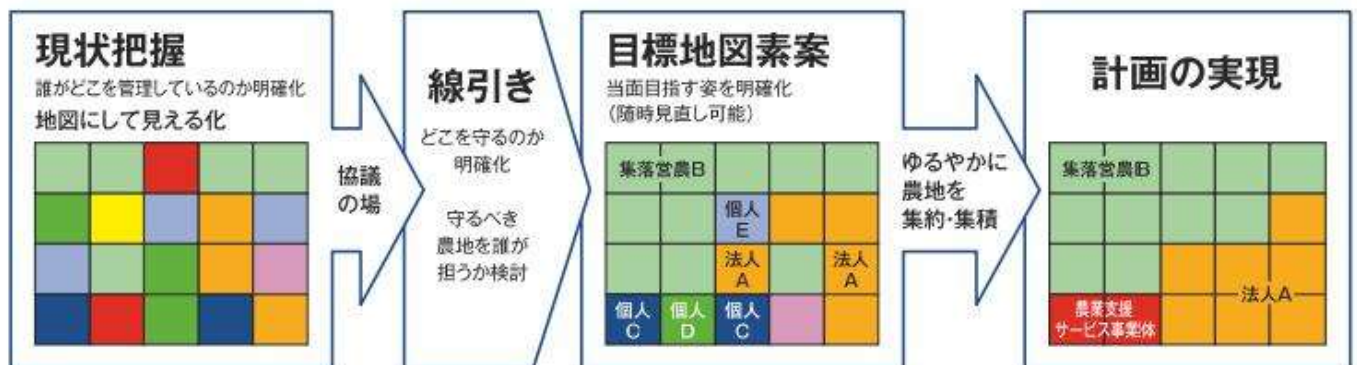 現状把握
誰がどこを管理しているのか明確化
地図にして見える化
協議
の場
線引き
どこを守るのか
明確化
守るべき
農地を誰が
担うか検討
目標地図素案
当面目指す姿を明確化
(随時見直し可能)
集落営農B
個人
E
法人
A
法人
A
個人
C
個人
D
個人
C
ゆるやかに
農地を
集約・集積
計画の実現
集落営農B
法人A
農業支援
サービス事業体